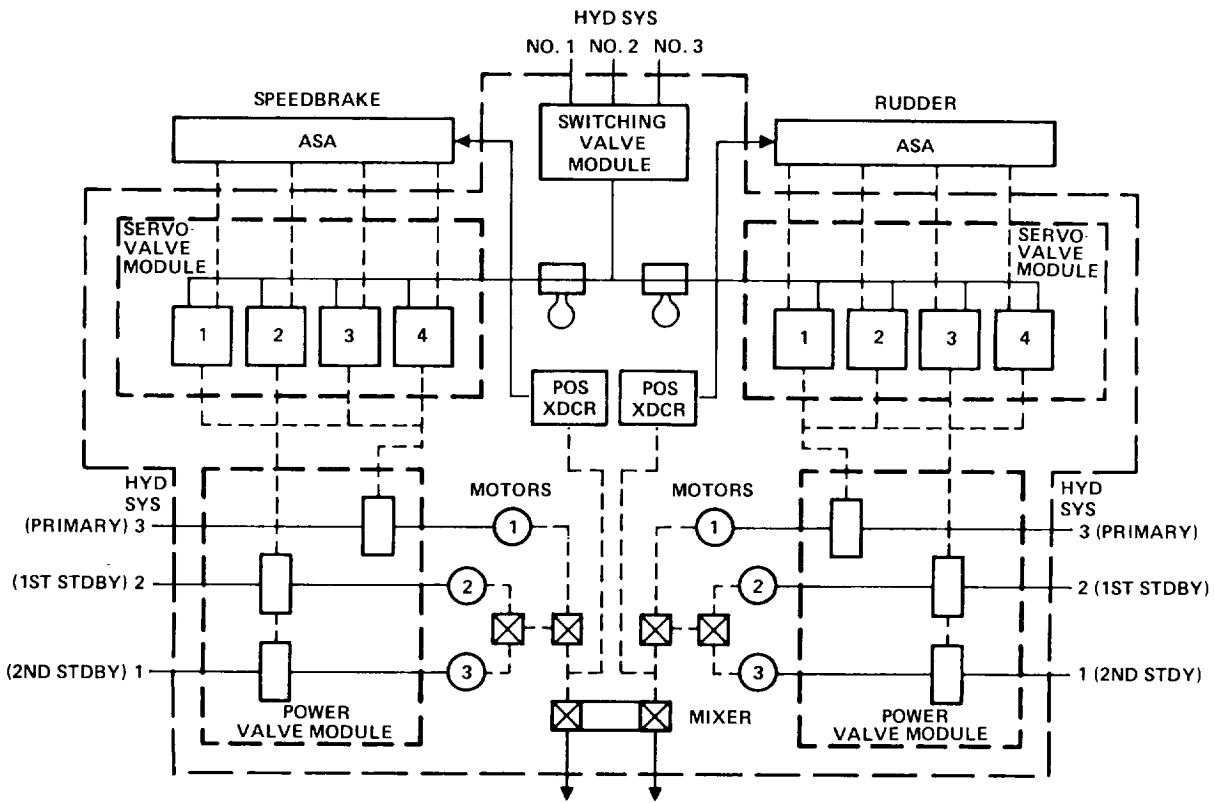 HYD SYS
NO. 1 NO. 2 NO. 3
SPEEDBRAKE
ASA
SWITCHING
VALVE
MODULE
RUDDER
ASA
SERVO-
VALVE
MODULE
1 2 3 4
SERVO-
VALVE
MODULE
1 2 3 4
POS
XDCR
POS
XDCR
HYD
SYS
(PRIMARY) 3
(1ST STDBY) 2
(2ND STDBY) 1
POWER
VALVE MODULE
MOTORS
1
2
3
MOTORS
1
2
3
MIXER
HYD
SYS
3 (PRIMARY)
2 (1ST STDBY)
1 (2ND STDY)
POWER
VALVE MODULE